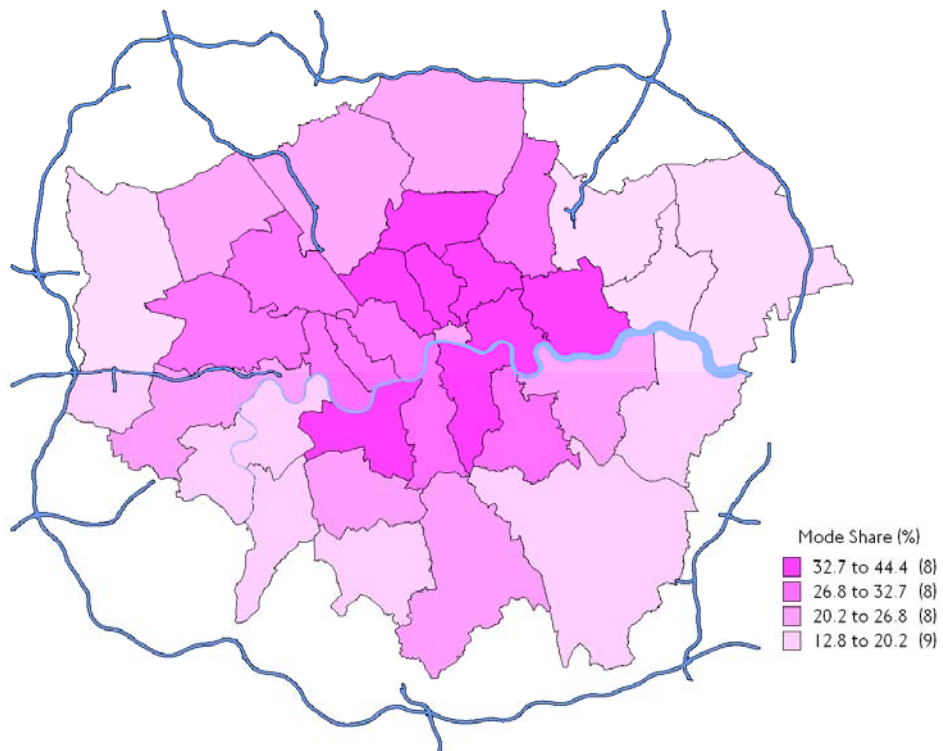 Mode Share (%)
32.7 to 44.4 (8)
26.8 to 32.7 (8)
20.2 to 26.8 (8)
12.8 to 20.2 (9)